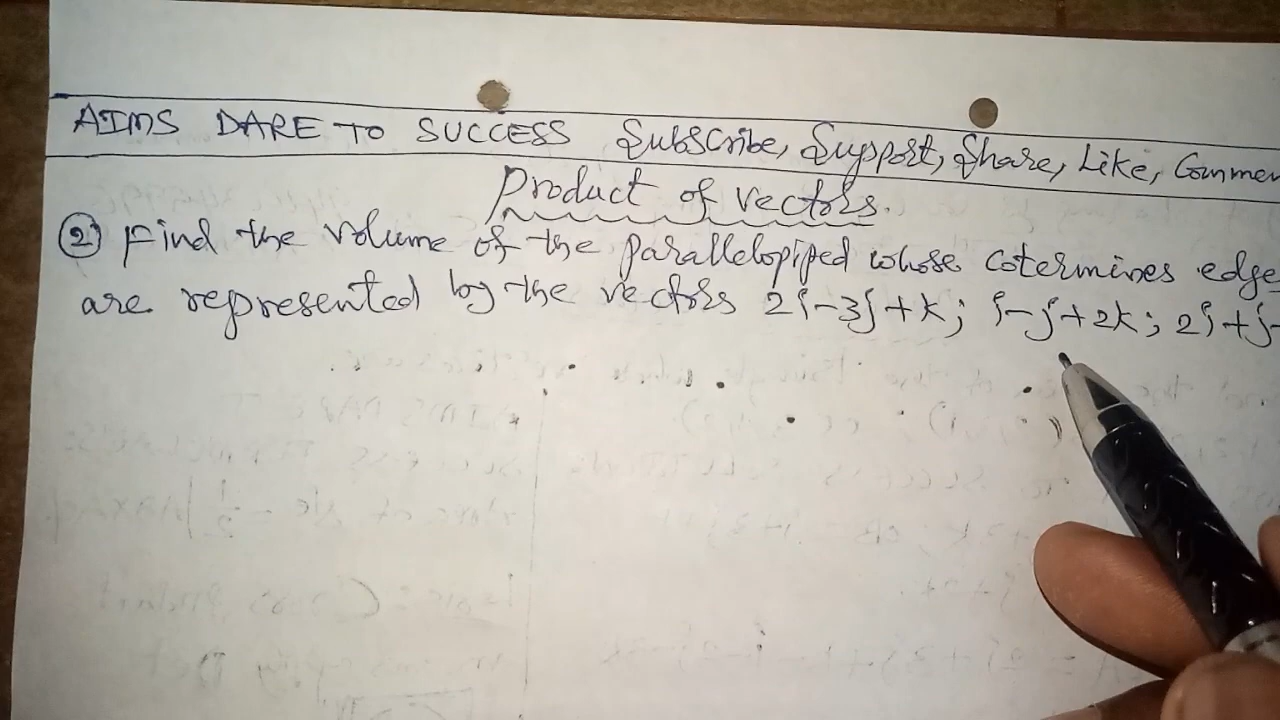 AIMS DARE TO SUCCESS Subscribe, Support, Share, Like, Commen
Product of vectors.
② Find the volume of the parallelopiped whose cotermines edge
are represented by the vectors 2i-3j+k; i-j+2k; 2i+j-